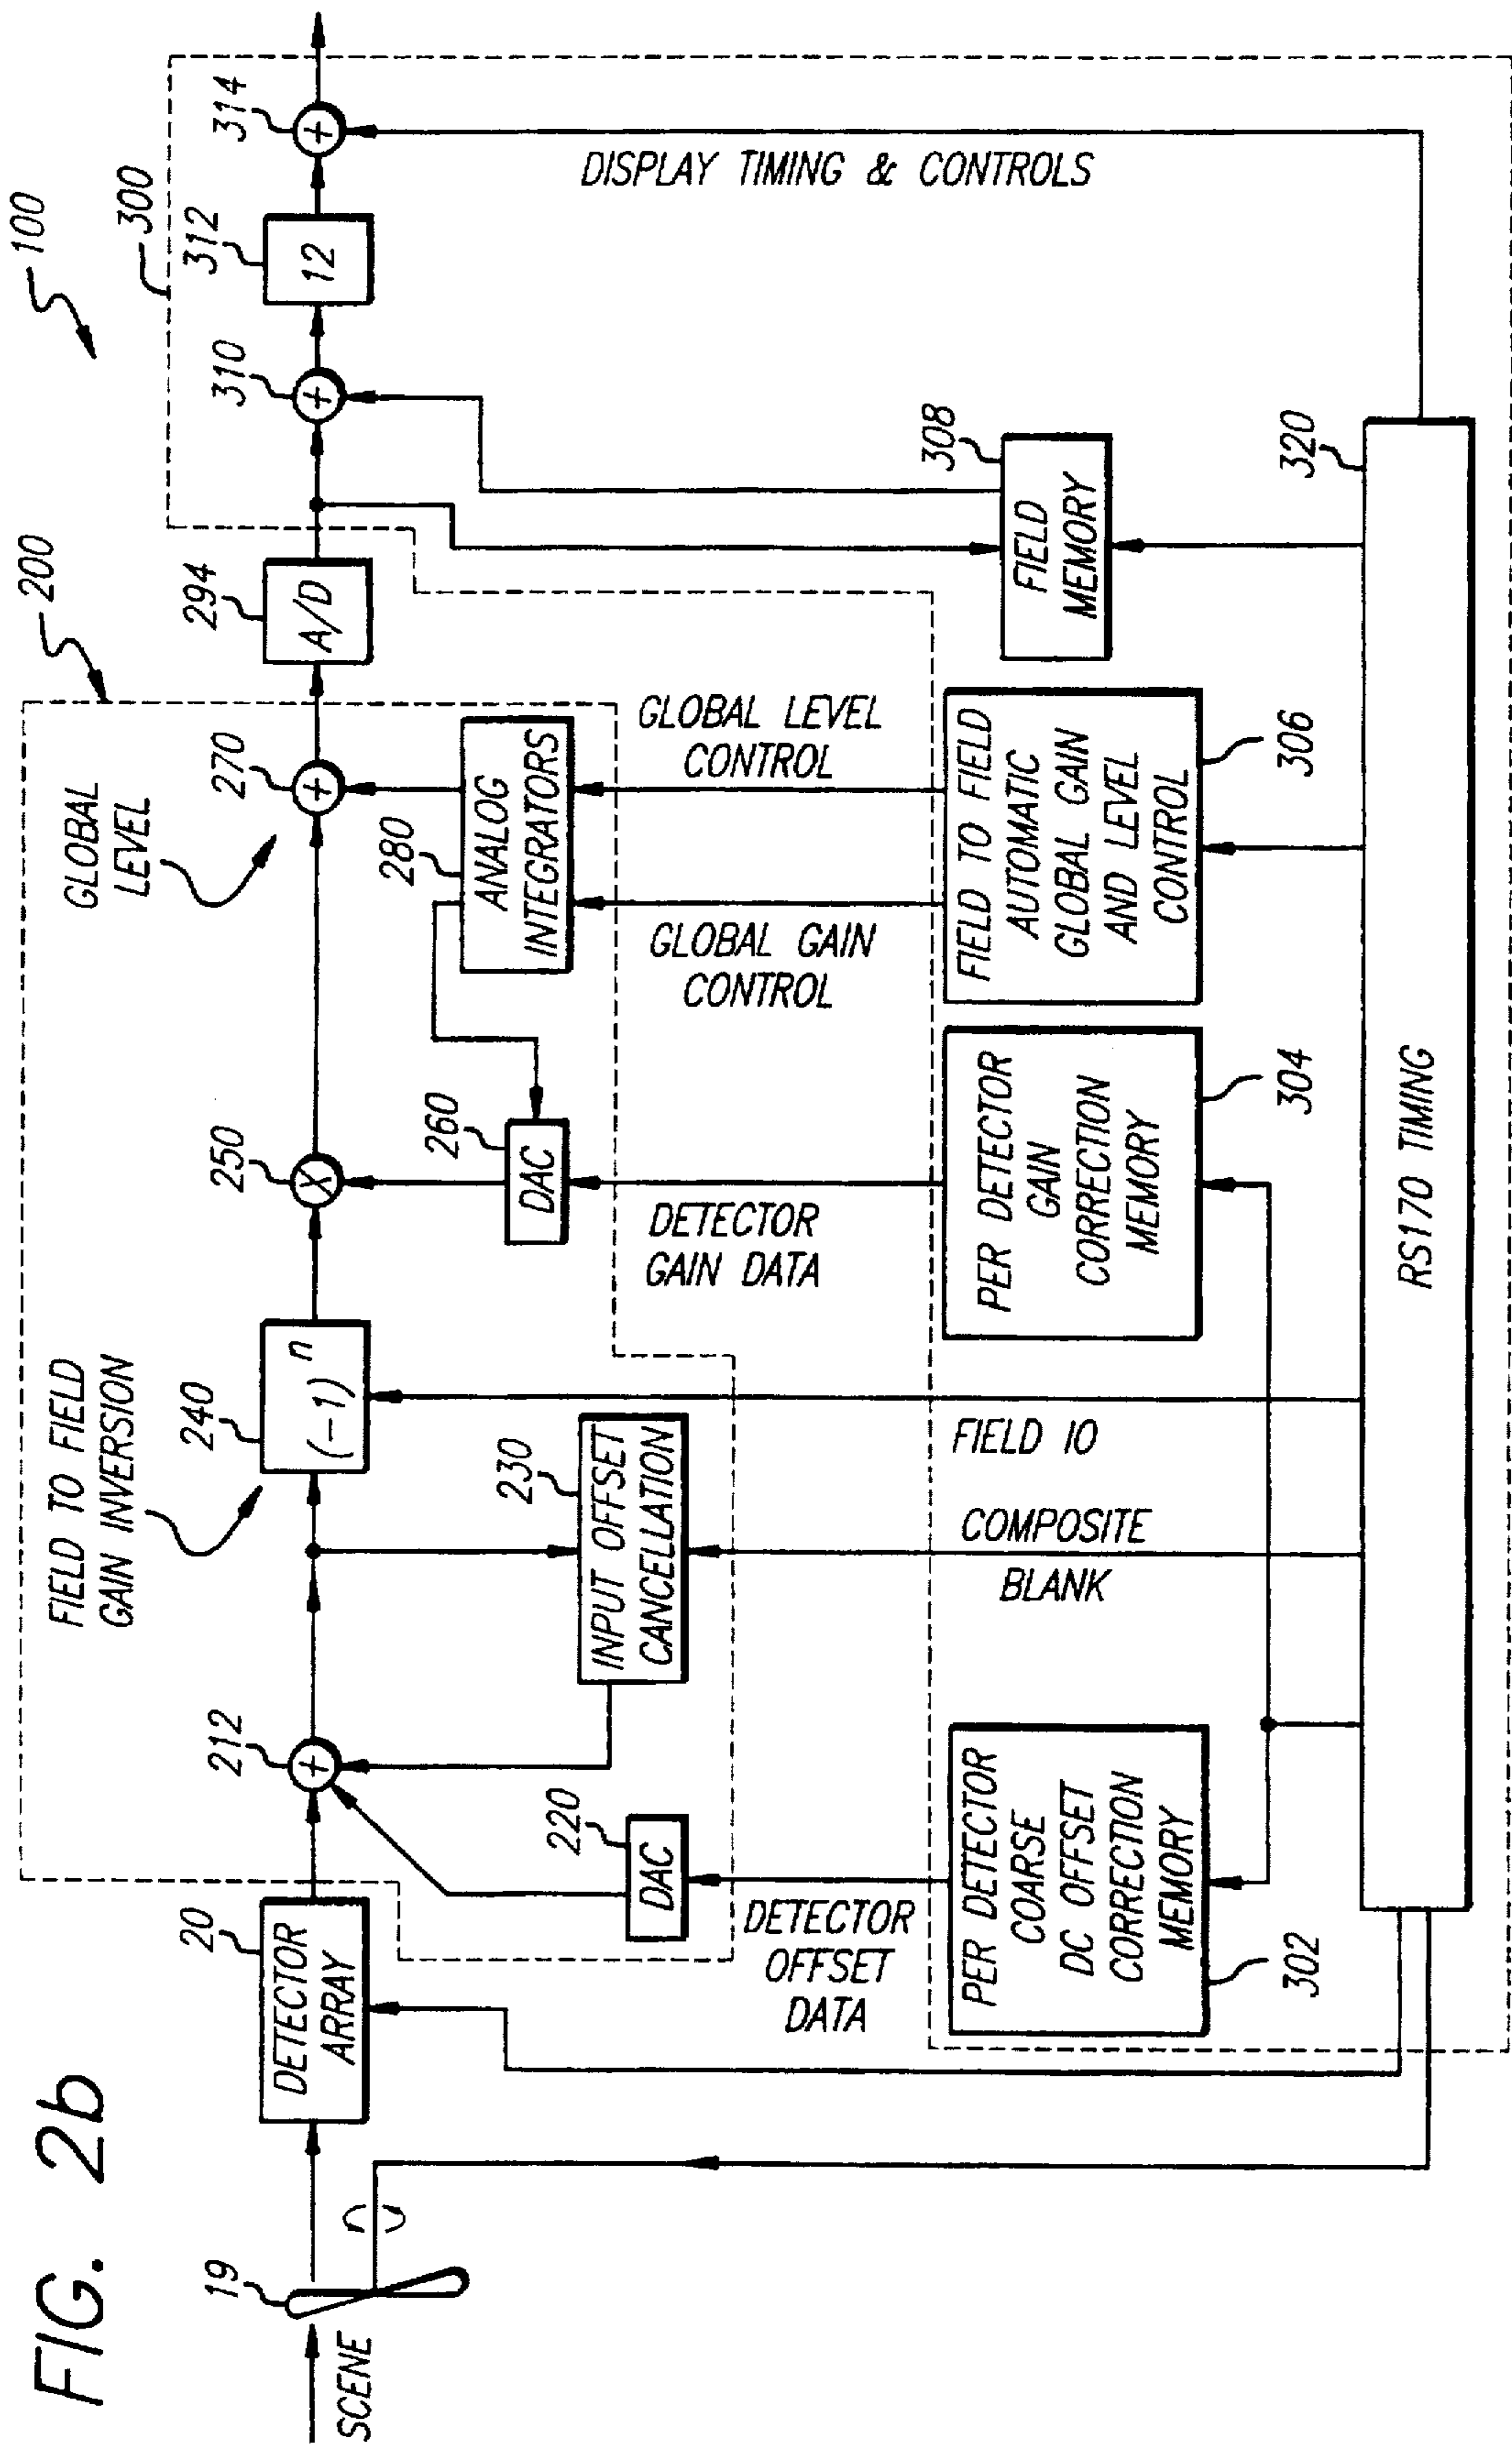 FIG. 2b
100
200
300
FIELD TO FIELD
GAIN INVERSION
GLOBAL
LEVEL
SCENE
19
20
DETECTOR
ARRAY
212
+
240
(-1)n
250
X
270
+
294
A/D
310
+
312
12
314
+
220
DAC
230
INPUT OFFSET
CANCELLATION
260
DAC
280
ANALOG
INTEGRATORS
DETECTOR
OFFSET
DATA
COMPOSITE
BLANK
FIELD IO
DETECTOR
GAIN DATA
GLOBAL GAIN
CONTROL
GLOBAL LEVEL
CONTROL
DISPLAY TIMING & CONTROLS
PER DETECTOR
COARSE
DC OFFSET
CORRECTION
MEMORY
302
PER DETECTOR
GAIN
CORRECTION
MEMORY
304
FIELD TO FIELD
AUTOMATIC
GLOBAL GAIN
AND LEVEL
CONTROL
306
FIELD
MEMORY
308
RS170 TIMING
320